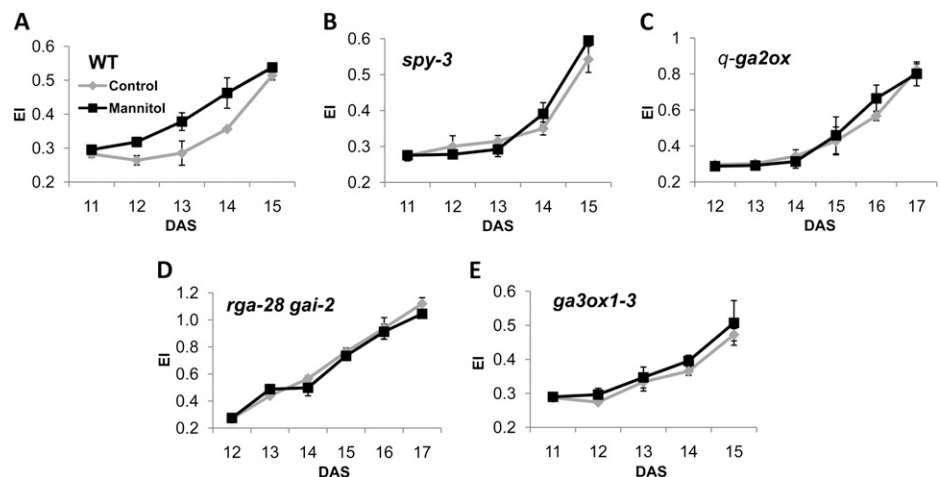 A
WT
Control
Mannitol
EI
0.6
0.5
0.4
0.3
0.2
11 12 13 14 15
DAS
B
spy-3
EI
0.6
0.5
0.4
0.3
0.2
11 12 13 14 15
DAS
C
q-ga2ox
EI
1
0.8
0.6
0.4
0.2
12 13 14 15 16 17
DAS
D
rga-28 gai-2
EI
1.2
1.0
0.8
0.6
0.4
0.2
12 13 14 15 16 17
DAS
E
ga3ox1-3
EI
0.6
0.5
0.4
0.3
0.2
11 12 13 14 15
DAS